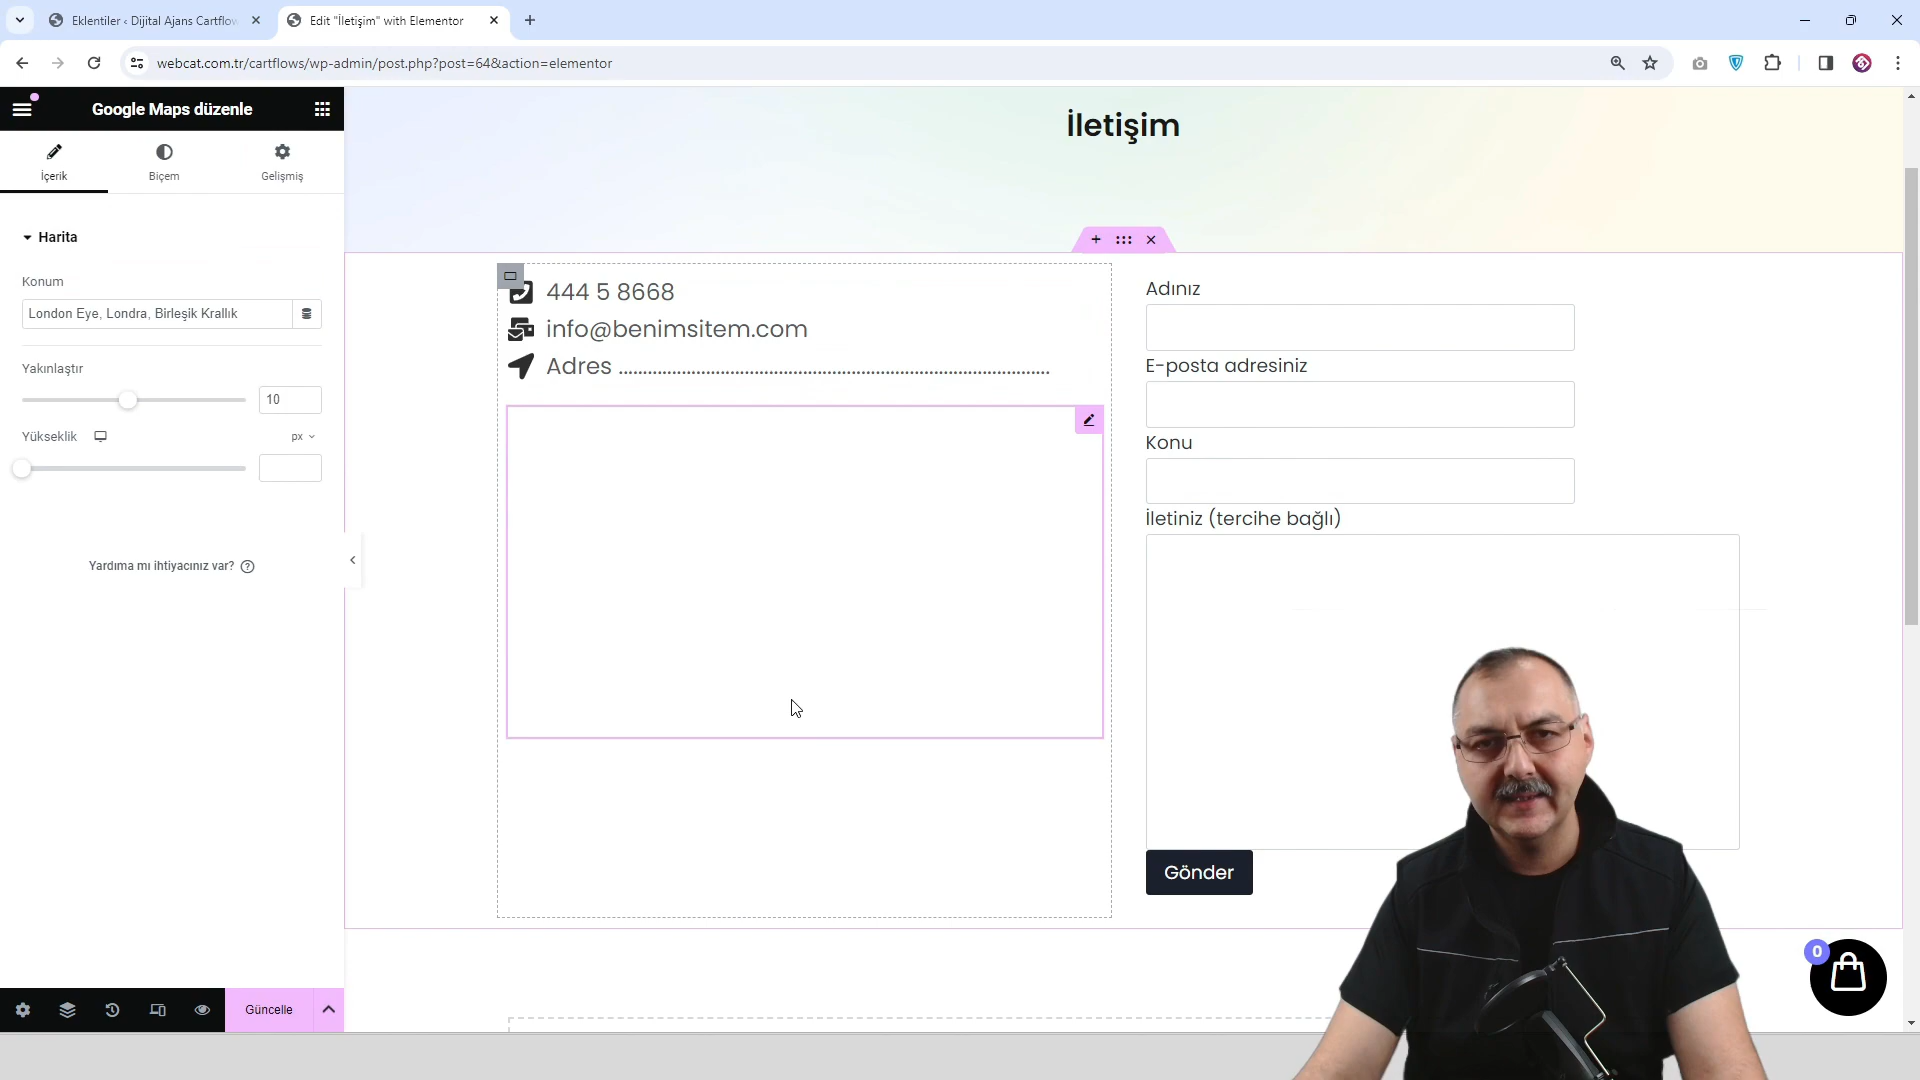 Eklentiler ‹ Dijital Ajans Cartflow
Edit "İletişim" with Elementor
webcat.com.tr/cartflows/wp-admin/post.php?post=64&action=elementor
Google Maps düzenle
İçerik
Biçem
Gelişmiş
Harita
Konum
London Eye, Londra, Birleşik Krallık
Yakınlaştır
10
Yükseklik
px
Yardıma mı ihtiyacınız var?
Güncelle
İletişim
444 5 8668
info@benimsitem.com
Adres .........................................................................................
Adınız
E-posta adresiniz
Konu
İletiniz (tercihe bağlı)
Gönder
0